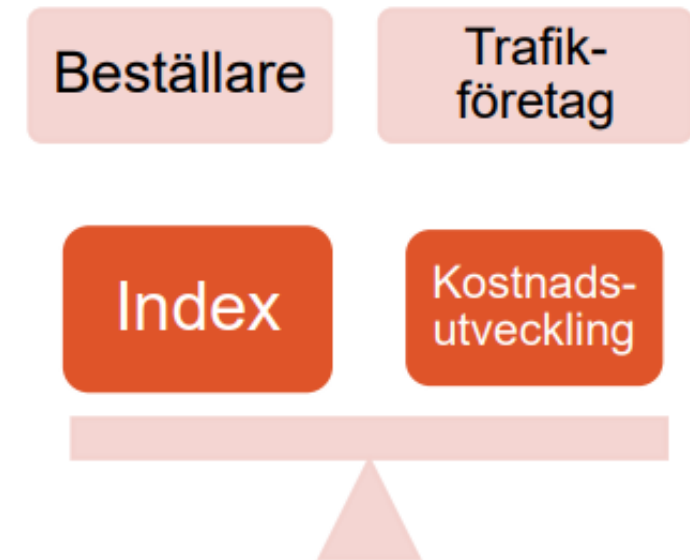 Beställare
Trafik-
företag
Index
Kostnads-
utveckling